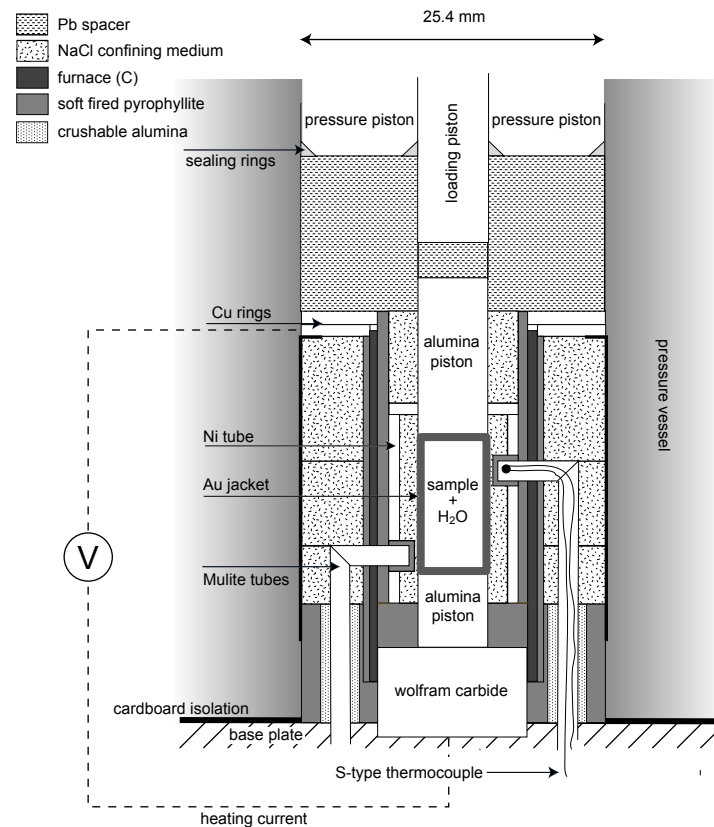 25.4 mm
Pb spacer
NaCl confining medium
furnace (C)
soft fired pyrophyllite
crushable alumina
pressure piston
loading piston
pressure piston
sealing rings
Cu rings
alumina
piston
pressure vessel
Ni tube
Au jacket
sample
+
H₂O
V
Mulite tubes
alumina
piston
wolfram carbide
cardboard isolation
base plate
S-type thermocouple
heating current